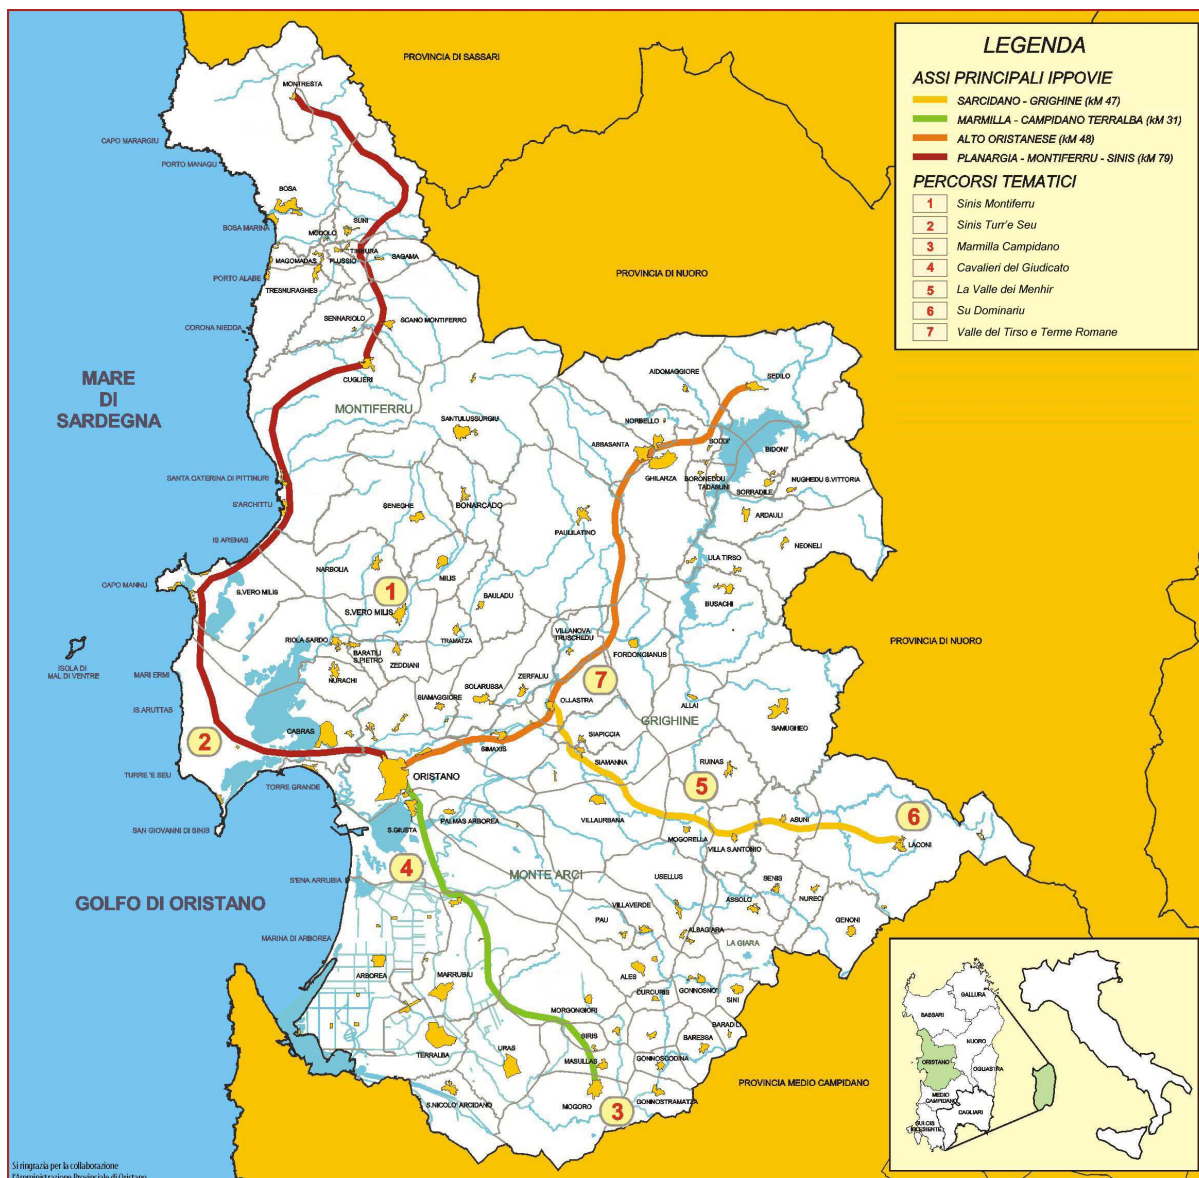 PROVINCIA DI SASSARI
LEGENDA
ASSI PRINCIPALI IPPOVIE
SARCIDANO - GRIGHINE (kM 47)
MARMILLA - CAMPIDANO TERRALBA (kM 31)
ALTO ORISTANESE (kM 48)
PLANARGIA - MONTIFERRU - SINIS (kM 79)
PERCORSI TEMATICI
1 Sinis Montiferru
2 Sinis Turr'e Seu
3 Marmilla Campidano
4 Cavalieri del Giudicato
5 La Valle dei Menhir
6 Su Dominariu
7 Valle del Tirso e Terme Romane
MONTRESTA
CAPO MARARGIU
PORTO MANAGU
BOSA
BOSA MARINA
SUNI
MODOLO
TINNURA
MAGOMADAS
FLUSSIO
SAGAMA
PORTO ALABE
TRESNURAGHES
PROVINCIA DI NUORO
SENNARIOLO
SCANO MONTIFERRO
CORONA NIEDDA
CUGLIERI
MARE
DI
SARDEGNA
MONTIFERRU
AIDOMAGGIORE
SEDILO
SANTULUSSURGIU
NORBELLO
ABBASANTA
SODDI'
BIDONI'
GHILARZA
BORONEDDU
TADASUNI
SORRADILE
NUGHEDU S.VITTORIA
SANTA CATERINA DI PITTINURI
S'ARCHITTU
SENEGHE
BONARCADO
ARDAULI
PAULILATINO
IS ARENAS
NEONELI
ULA TIRSO
NARBOLIA
MILIS
CAPO MANNU
S.VERO MILIS
1
S.VERO MILIS
BAULADU
BUSACHI
TRAMATZA
VILLANOVA
TRUSCHEDU
RIOLA SARDO
BARATILI
S.PIETRO
ZEDDIANI
FORDONGIANUS
PROVINCIA DI NUORO
ISOLA DI
MAL DI VENTRE
MARI ERMI
NURACHI
7
ZERFALIU
SOLARUSSA
SIAMAGGIORE
OLLASTRA
ALLAI
IS ARUTTAS
GRIGHINE
SAMUGHEO
CABRAS
2
SIMAXIS
SIAPICCIA
SIAMANNA
RUINAS
TURRE 'E SEU
TORRE GRANDE
ORISTANO
5
SAN GIOVANNI DI SINIS
S.GIUSTA
PALMAS ARBOREA
VILLAURBANA
MOGORELLA
VILLA S.ANTONIO
ASUNI
6
LACONI
4
S'ENA ARRUBIA
MONTE ARCI
USELLUS
SENIS
NURECI
GOLFO DI ORISTANO
VILLAVERDE
ASSOLO
PAU
GENONI
ALBAGIARA
LA GIARA
MARINA DI ARBOREA
ARBOREA
MARRUBIU
ALES
GONNOSNO'
CURCURIS
SINI
MORGONGIORI
BARADILI
SIRIS
BARESSA
TERRALBA
URAS
MASULLAS
GONNOSCODINA
S.NICOLO' ARCIDANO
MOGORO
GONNOSTRAMATZA
3
PROVINCIA MEDIO CAMPIDANO
GALLURA
SASSARI
NUORO
ORISTANO
OGLIASTRA
MEDIO
CAMPIDANO
CAGLIARI
Si ringrazia per la collaborazione
l'Amministrazione Provinciale di Oristano